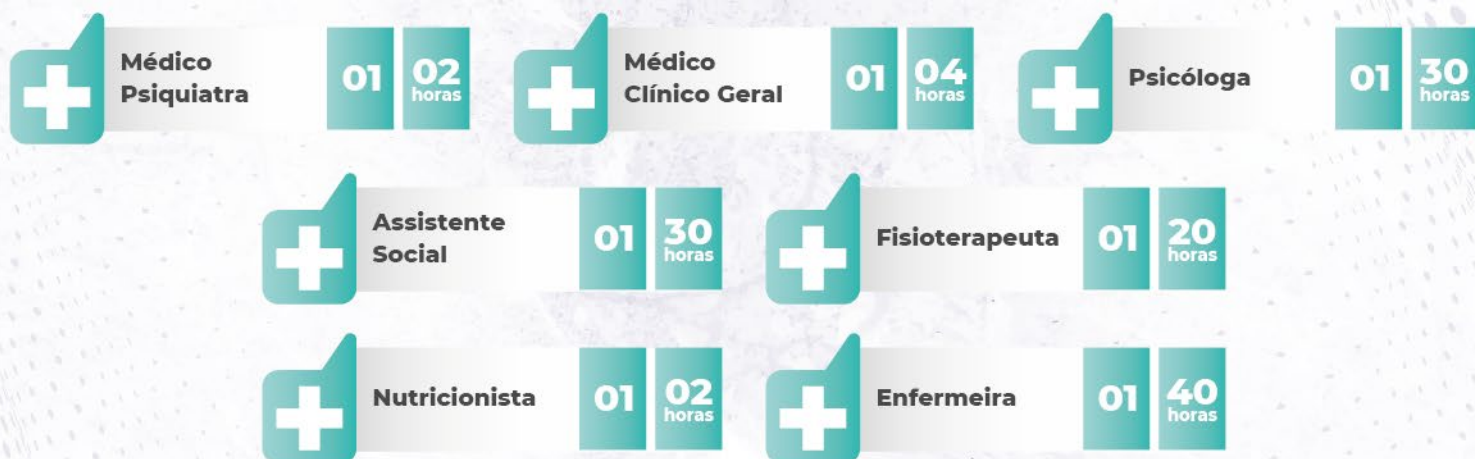 Médico
Psiquiatra
01
02
horas
Médico
Clínico Geral
01
04
horas
Psicóloga
01
30
horas
Assistente
Social
01
30
horas
Fisioterapeuta
01
20
horas
Nutricionista
01
02
horas
Enfermeira
01
40
horas